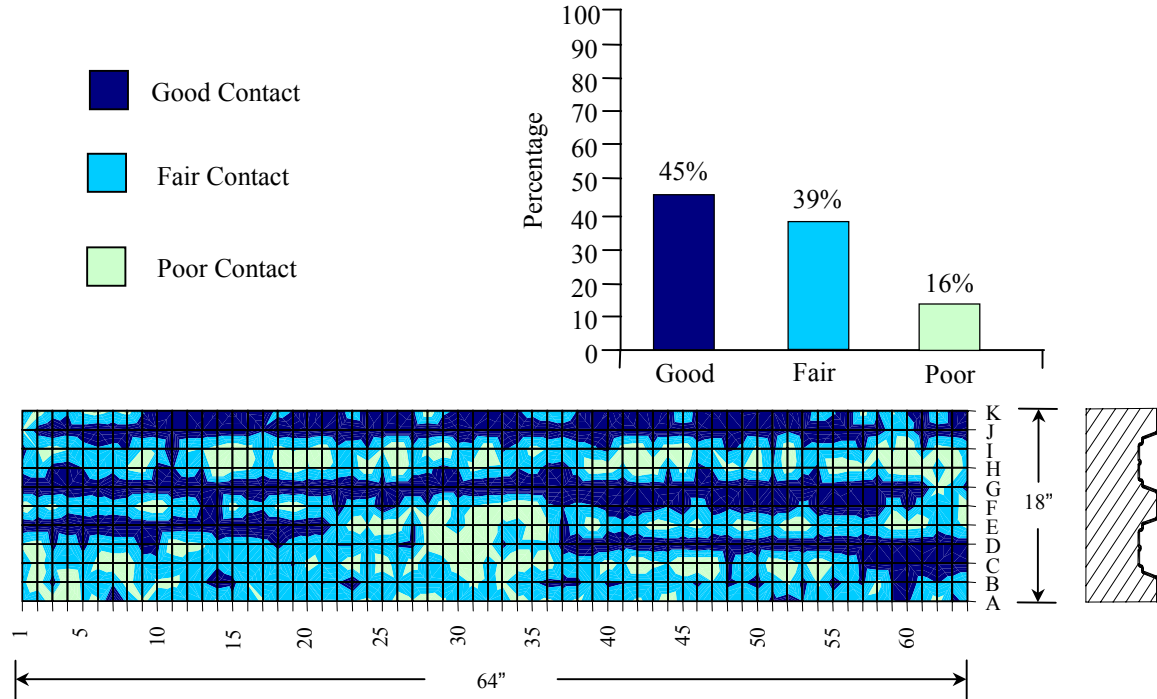 Good Contact
Fair Contact
Poor Contact
Percentage
100
90
80
70
60
50
40
30
20
10
0
45%
39%
16%
Good Fair Poor
K
J
I
H
G
F
E
D
C
B
A
18”
1 5 10 15 20 25 30 35 40 45 50 55 60
64”